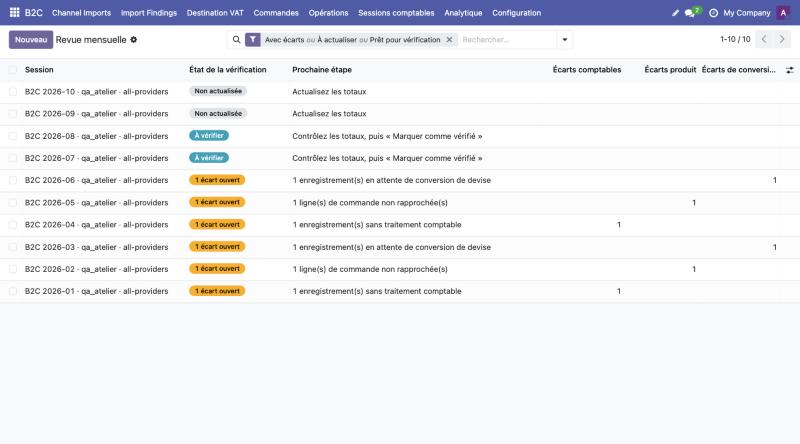 B2C Channel Imports Import Findings Destination VAT Commandes Opérations Sessions comptables Analytique Configuration 2 My Company A
Nouveau Revue mensuelle Avec écarts ou À actualiser ou Prêt pour vérification Rechercher... 1-10 / 10
Session État de la vérification Prochaine étape Écarts comptables Écarts produit Écarts de conversi...
B2C 2026-10 · qa_atelier · all-providers Non actualisée Actualisez les totaux
B2C 2026-09 · qa_atelier · all-providers Non actualisée Actualisez les totaux
B2C 2026-08 · qa_atelier · all-providers À vérifier Contrôlez les totaux, puis « Marquer comme vérifié »
B2C 2026-07 · qa_atelier · all-providers À vérifier Contrôlez les totaux, puis « Marquer comme vérifié »
B2C 2026-06 · qa_atelier · all-providers 1 écart ouvert 1 enregistrement(s) en attente de conversion de devise 1
B2C 2026-05 · qa_atelier · all-providers 1 écart ouvert 1 ligne(s) de commande non rapprochée(s) 1
B2C 2026-04 · qa_atelier · all-providers 1 écart ouvert 1 enregistrement(s) sans traitement comptable 1
B2C 2026-03 · qa_atelier · all-providers 1 écart ouvert 1 enregistrement(s) en attente de conversion de devise 1
B2C 2026-02 · qa_atelier · all-providers 1 écart ouvert 1 ligne(s) de commande non rapprochée(s) 1
B2C 2026-01 · qa_atelier · all-providers 1 écart ouvert 1 enregistrement(s) sans traitement comptable 1